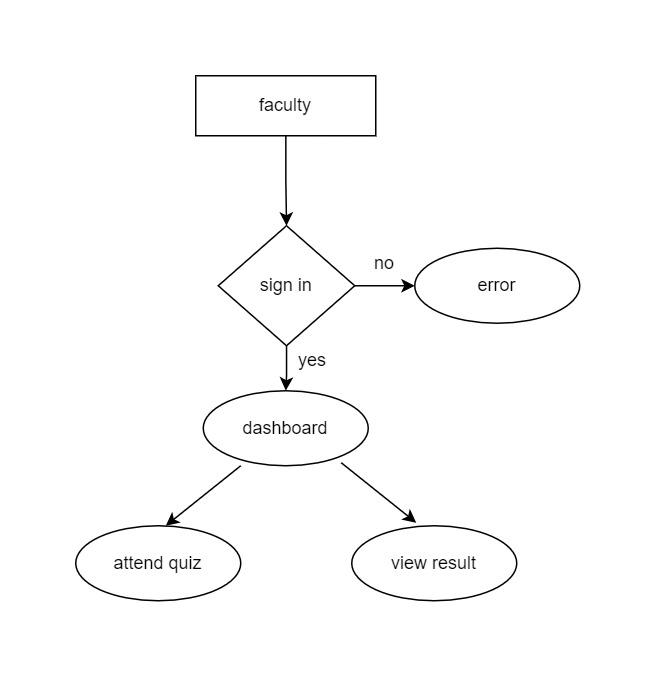 faculty
no
sign in
error
yes
dashboard
attend quiz
view result